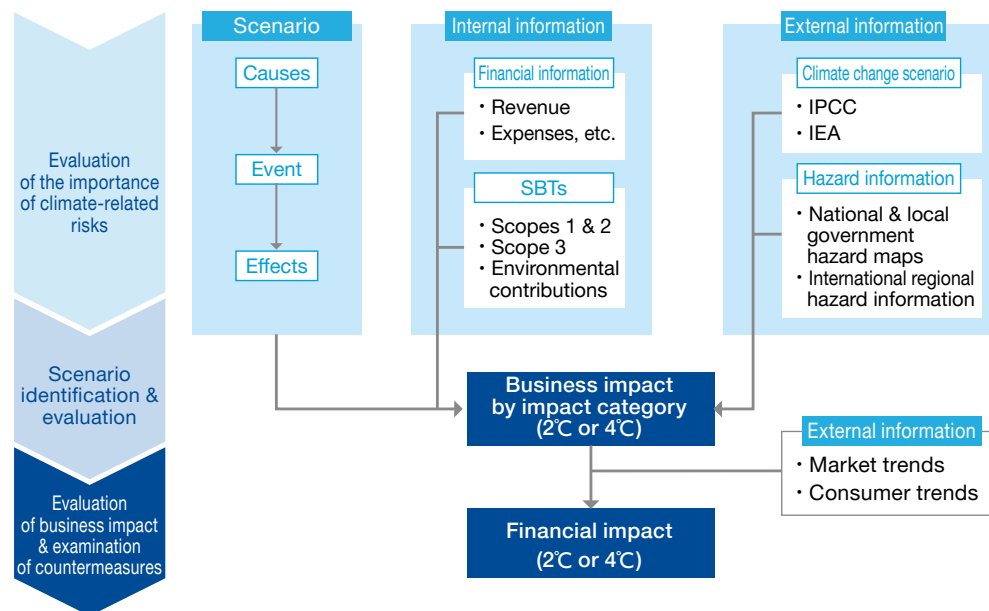 Evaluation
of the importance
of climate-related
risks
Scenario
identification &
evaluation
Evaluation
of business impact
& examination
of countermeasures
Scenario
Causes
Event
Effects
Internal information
Financial information
・Revenue
・Expenses, etc.
SBTs
・Scopes 1 & 2
・Scope 3
・Environmental
contributions
External information
Climate change scenario
・IPCC
・IEA
Hazard information
・National & local
government
hazard maps
・International regional
hazard information
Business impact
by impact category
(2℃ or 4℃)
External information
・Market trends
・Consumer trends
Financial impact
(2℃ or 4℃)